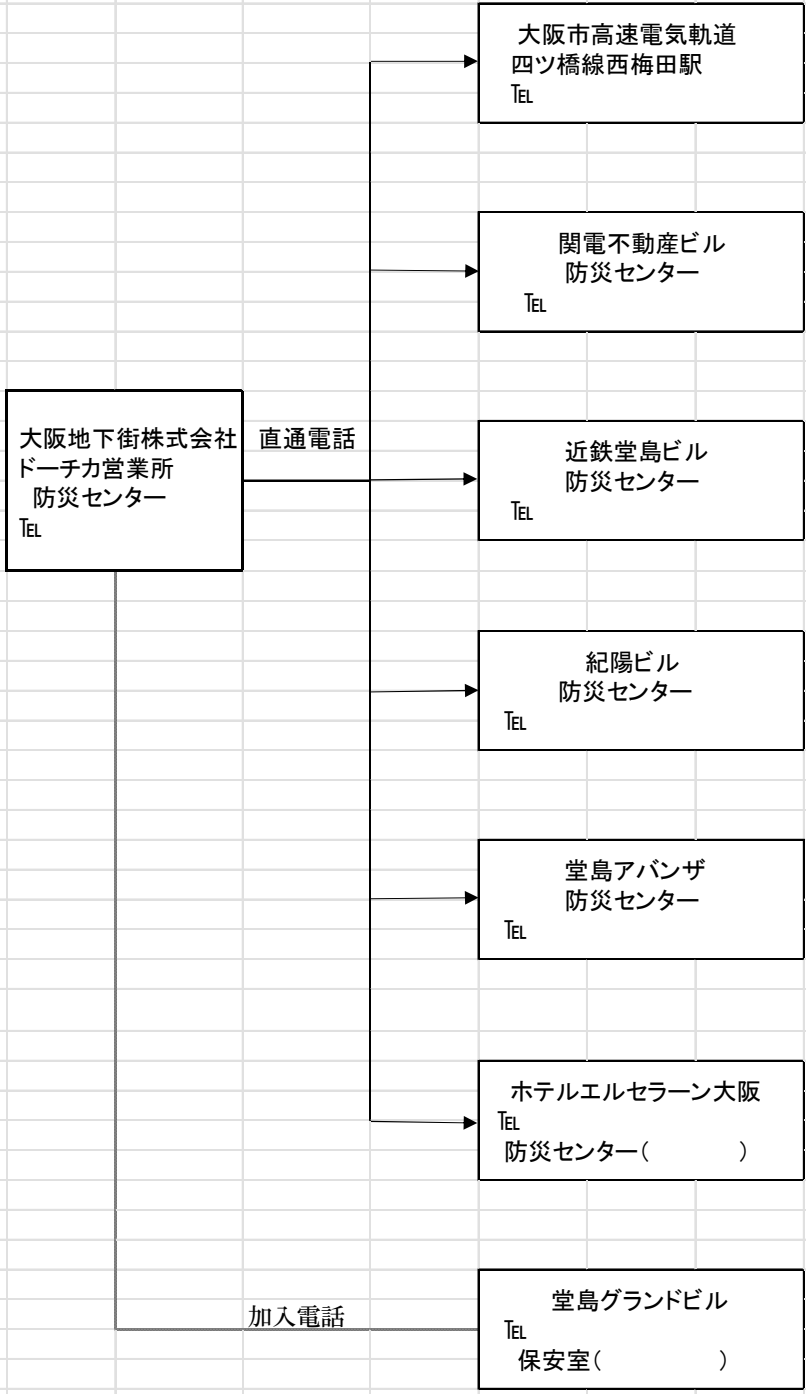 大阪市高速電気軌道
四ツ橋線西梅田駅
℡
関電不動産ビル
防災センター
℡
大阪地下街株式会社
ドーチカ営業所
防災センター
℡
直通電話
近鉄堂島ビル
防災センター
℡
紀陽ビル
防災センター
℡
堂島アバンザ
防災センター
℡
ホテルエルセラーン大阪
℡
防災センター(　　　　)
加入電話
堂島グランドビル
℡
保安室(　　　　　)